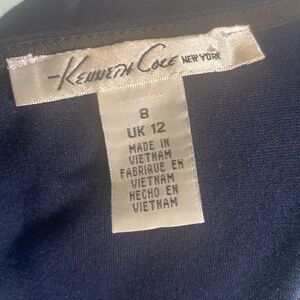 Kenneth Cole NEW YORK
8
UK 12
MADE IN
VIETNAM
FABRIQUE EN
VIETNAM
HECHO EN
VIETNAM